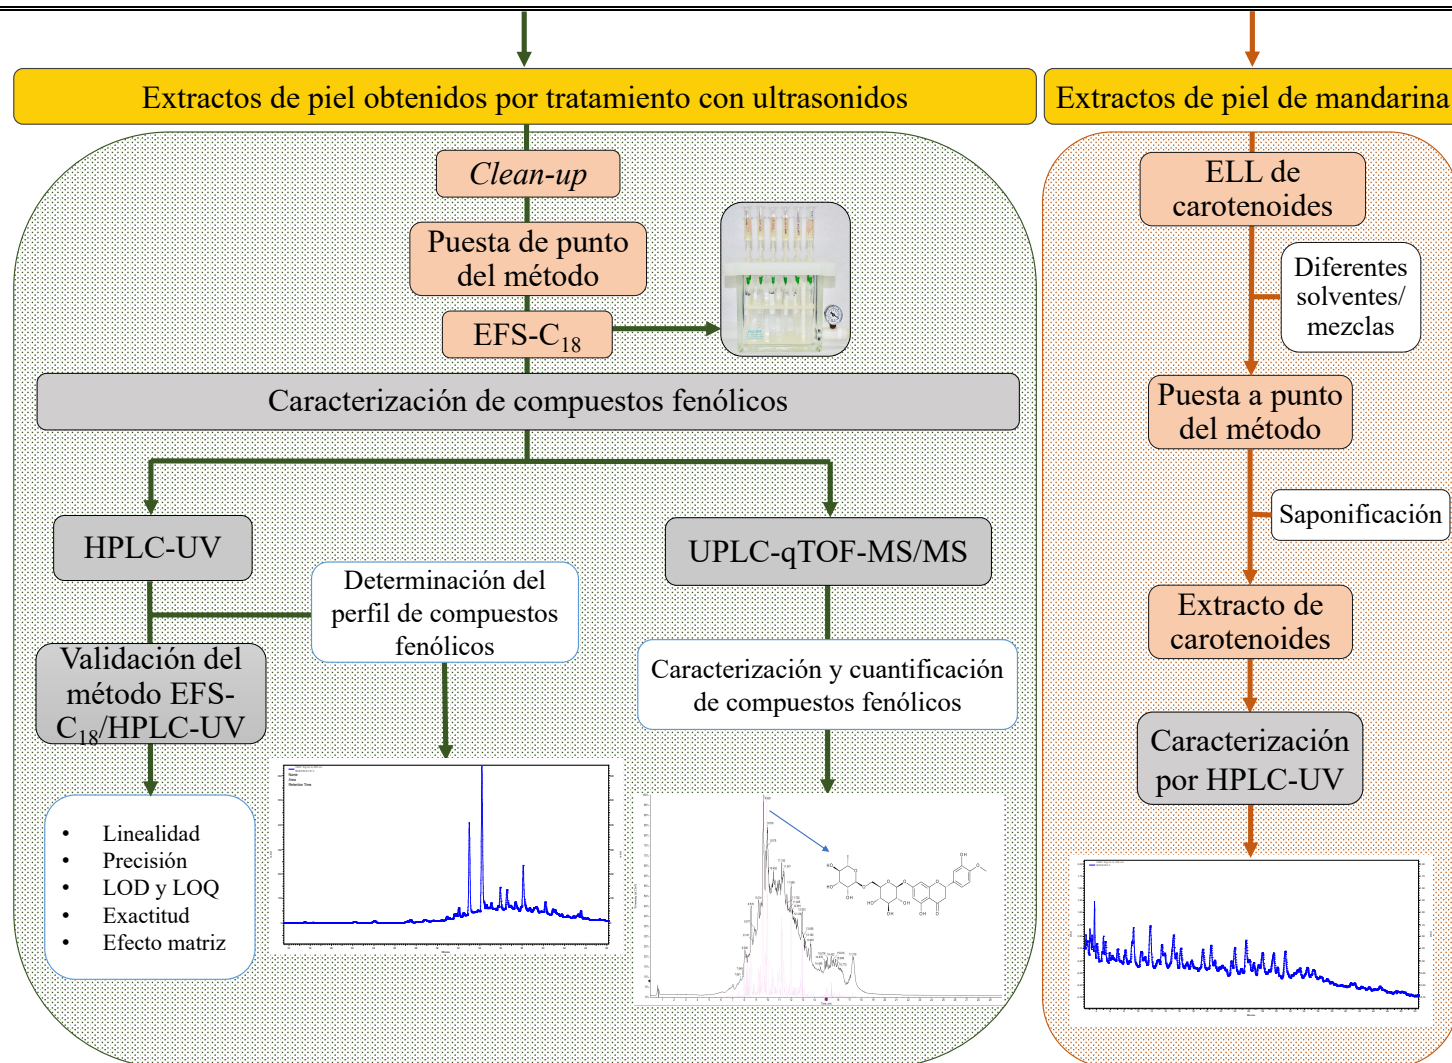 Extractos de piel obtenidos por tratamiento con ultrasonidos
Clean-up
Puesta de punto
del método
EFS-C18
Caracterización de compuestos fenólicos
HPLC-UV
Determinación del
perfil de compuestos
fenólicos
Validación del
método EFS-
C18/HPLC-UV
• Linealidad
• Precisión
• LOD y LOQ
• Exactitud
• Efecto matriz
UPLC-qTOF-MS/MS
Caracterización y cuantificación
de compuestos fenólicos
Extractos de piel de mandarina
ELL de
carotenoides
Diferentes
solventes/
mezclas
Puesta a punto
del método
Saponificación
Extracto de
carotenoides
Caracterización
por HPLC-UV